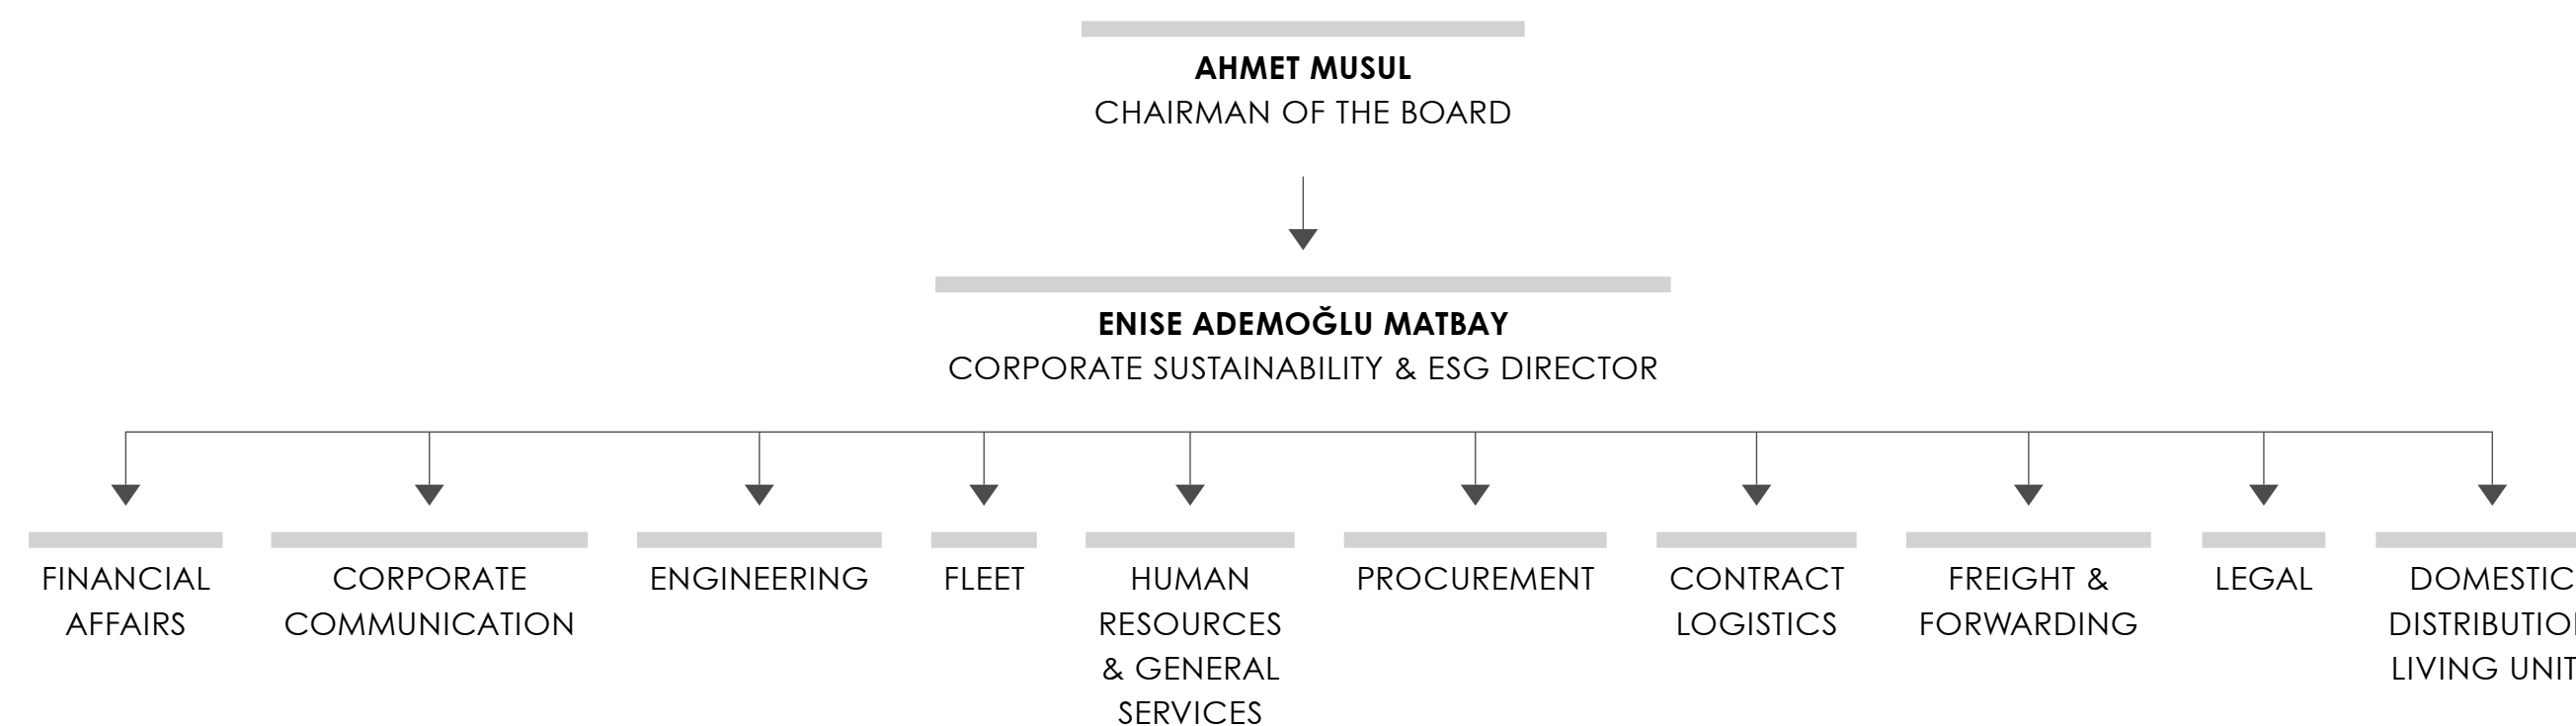 AHMET MUSUL
CHAIRMAN OF THE BOARD
ENISE ADEMOĞLU MATBAY
CORPORATE SUSTAINABILITY & ESG DIRECTOR
FINANCIAL
AFFAIRS
CORPORATE
COMMUNICATION
ENGINEERING
FLEET
HUMAN
RESOURCES
& GENERAL
SERVICES
PROCUREMENT
CONTRACT
LOGISTICS
FREIGHT &
FORWARDING
LEGAL
DOMESTIC
LIVING